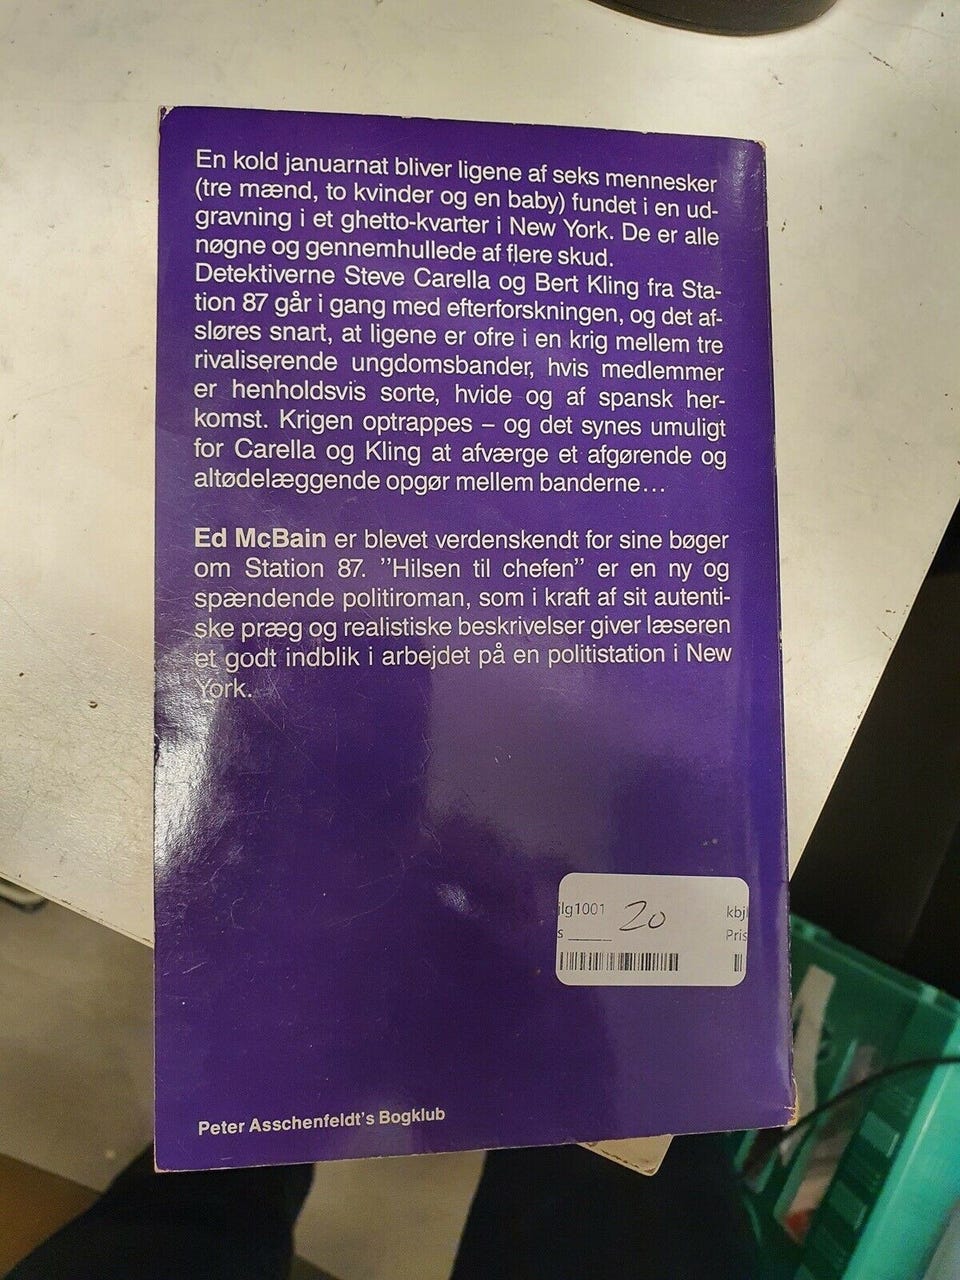 En kold januarnat bliver ligene af seks mennesker
(tre mænd, to kvinder og en baby) fundet i en ud-
gravning i et ghetto-kvarter i New York. De er alle
nøgne og gennemhullede af flere skud.
Detektiverne Steve Carella og Bert Kling fra Sta-
tion 87 går i gang med efterforskningen, og det af-
sløres snart, at ligene er ofre i en krig mellem tre
rivaliserende ungdomsbander, hvis medlemmer
er henholdsvis sorte, hvide og af spansk her-
komst. Krigen optrappes – og det synes umuligt
for Carella og Kling at afværge et afgørende og
altødelæggende opgør mellem banderne...
Ed McBain er blevet verdenskendt for sine bøger
om Station 87. ”Hilsen til chefen” er en ny og
spændende politiroman, som i kraft af sit autenti-
ske præg og realistiske beskrivelser giver læseren
et godt indblik i arbejdet på en politistation i New
York.
jlg1001 20 kbjl
s ____ Pris
Peter Asschenfeldt's Bogklub